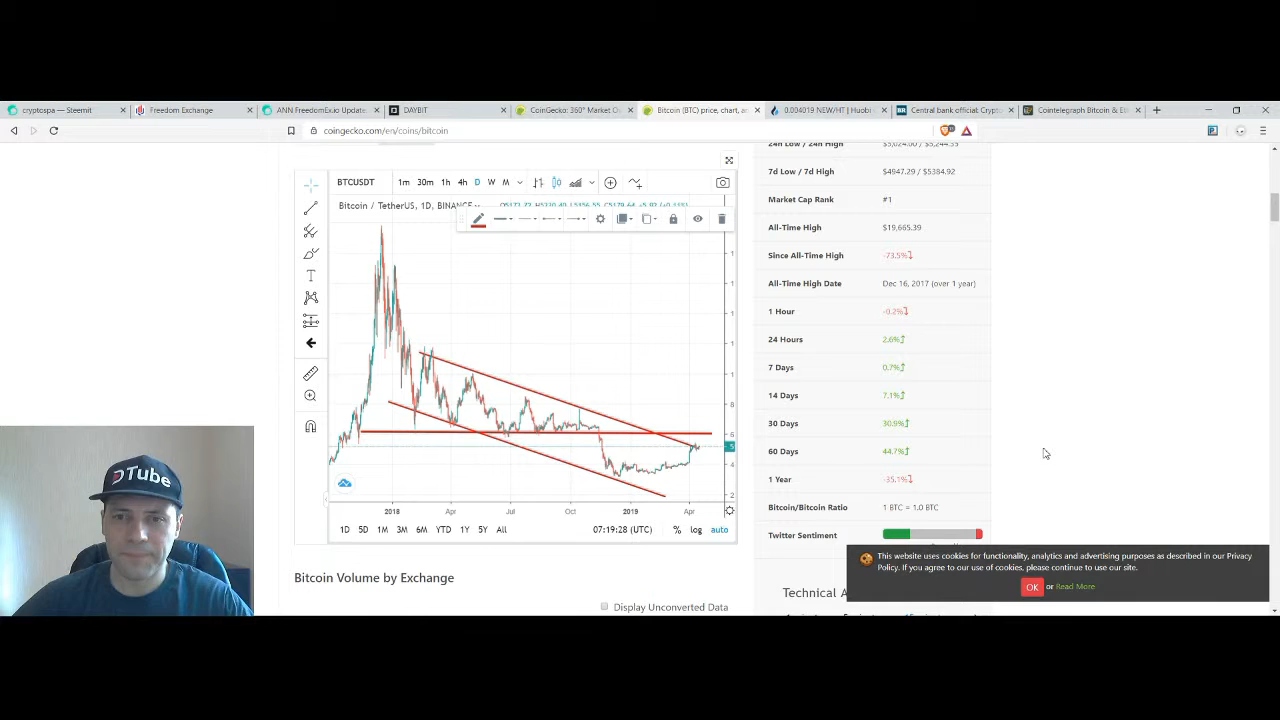 cryptospa — Steemit
Freedom Exchange
ANN FreedomEx.io Update
DAYBIT
CoinGecko: 360° Market Ov
Bitcoin (BTC) price, chart, an
0.004019 NEW/HT | Huobi
Central bank official: Crypto
Cointelegraph Bitcoin & Eth
coingecko.com/en/coins/bitcoin
BTCUSDT 1m 30m 1h 4h D W M
Bitcoin / TetherUS, 1D, BINANCE
2018 Apr Jul Oct 2019 Apr
1D 5D 1M 3M 6M YTD 1Y 5Y All 07:19:28 (UTC) % log auto
Bitcoin Volume by Exchange
Display Unconverted Data
24h Low / 24h High
7d Low / 7d High $4947.29 / $5384.92
Market Cap Rank #1
All-Time High $19,665.39
Since All-Time High -73.5%
All-Time High Date Dec 16, 2017 (over 1 year)
1 Hour -0.2%
24 Hours 2.6%
7 Days 0.7%
14 Days 7.1%
30 Days 30.9%
60 Days 44.7%
1 Year -35.1%
Bitcoin/Bitcoin Ratio 1 BTC = 1.0 BTC
Twitter Sentiment
This website uses cookies for functionality, analytics and advertising purposes as described in our Privacy
Policy. If you agree to our use of cookies, please continue to use our site.
OK or Read More
Technical A
DTube